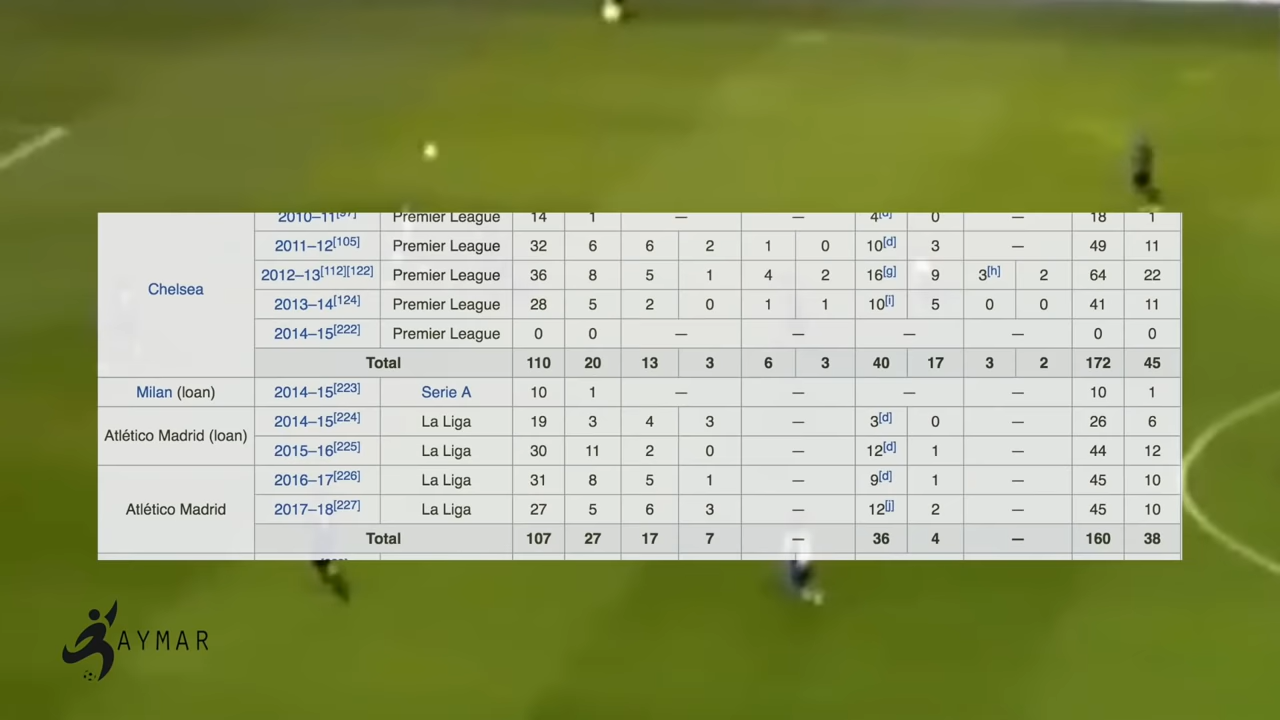 2010–11[97] Premier League 14 1 — — 4[d] 0 — 18 1
2011–12[105] Premier League 32 6 6 2 1 0 10[d] 3 — 49 11
Chelsea 2012–13[112][122] Premier League 36 8 5 1 4 2 16[g] 9 3[h] 2 64 22
2013–14[124] Premier League 28 5 2 0 1 1 10[i] 5 0 0 41 11
2014–15[222] Premier League 0 0 — — — — 0 0
Total 110 20 13 3 6 3 40 17 3 2 172 45
Milan (loan) 2014–15[223] Serie A 10 1 — — — — 10 1
Atlético Madrid (loan) 2014–15[224] La Liga 19 3 4 3 — 3[d] 0 — 26 6
2015–16[225] La Liga 30 11 2 0 — 12[d] 1 — 44 12
Atlético Madrid 2016–17[226] La Liga 31 8 5 1 — 9[d] 1 — 45 10
2017–18[227] La Liga 27 5 6 3 — 12[j] 2 — 45 10
Total 107 27 17 7 — 36 4 — 160 38
AYMAR